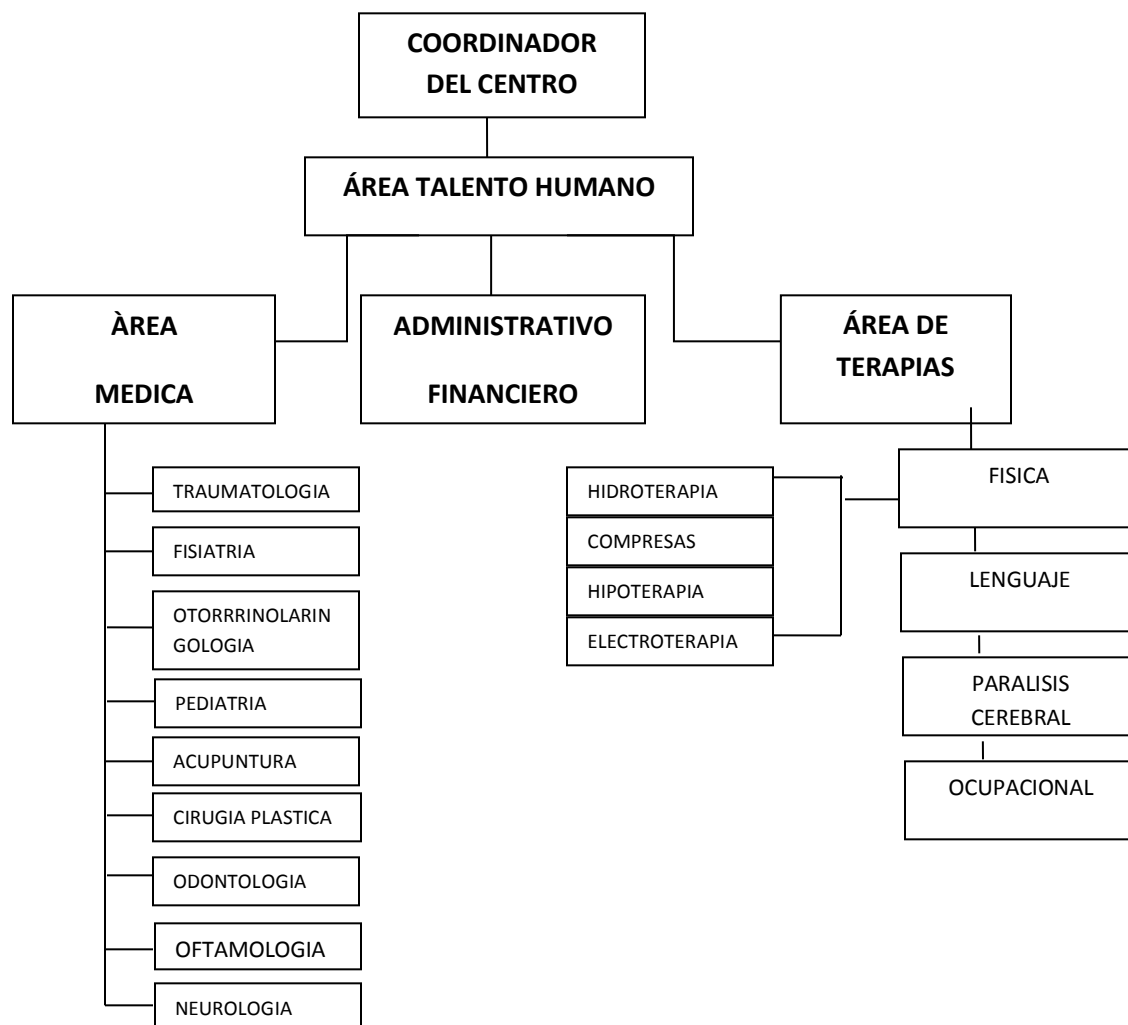 COORDINADOR
DEL CENTRO
ÁREA TALENTO HUMANO
ÀREA
MEDICA
ADMINISTRATIVO
FINANCIERO
ÁREA DE
TERAPIAS
TRAUMATOLOGIA
FISIATRIA
OTORRRINOLARIN
GOLOGIA
PEDIATRIA
ACUPUNTURA
CIRUGIA PLASTICA
ODONTOLOGIA
OFTAMOLOGIA
NEUROLOGIA
HIDROTERAPIA
COMPRESAS
HIPOTERAPIA
ELECTROTERAPIA
FISICA
LENGUAJE
PARALISIS
CEREBRAL
OCUPACIONAL